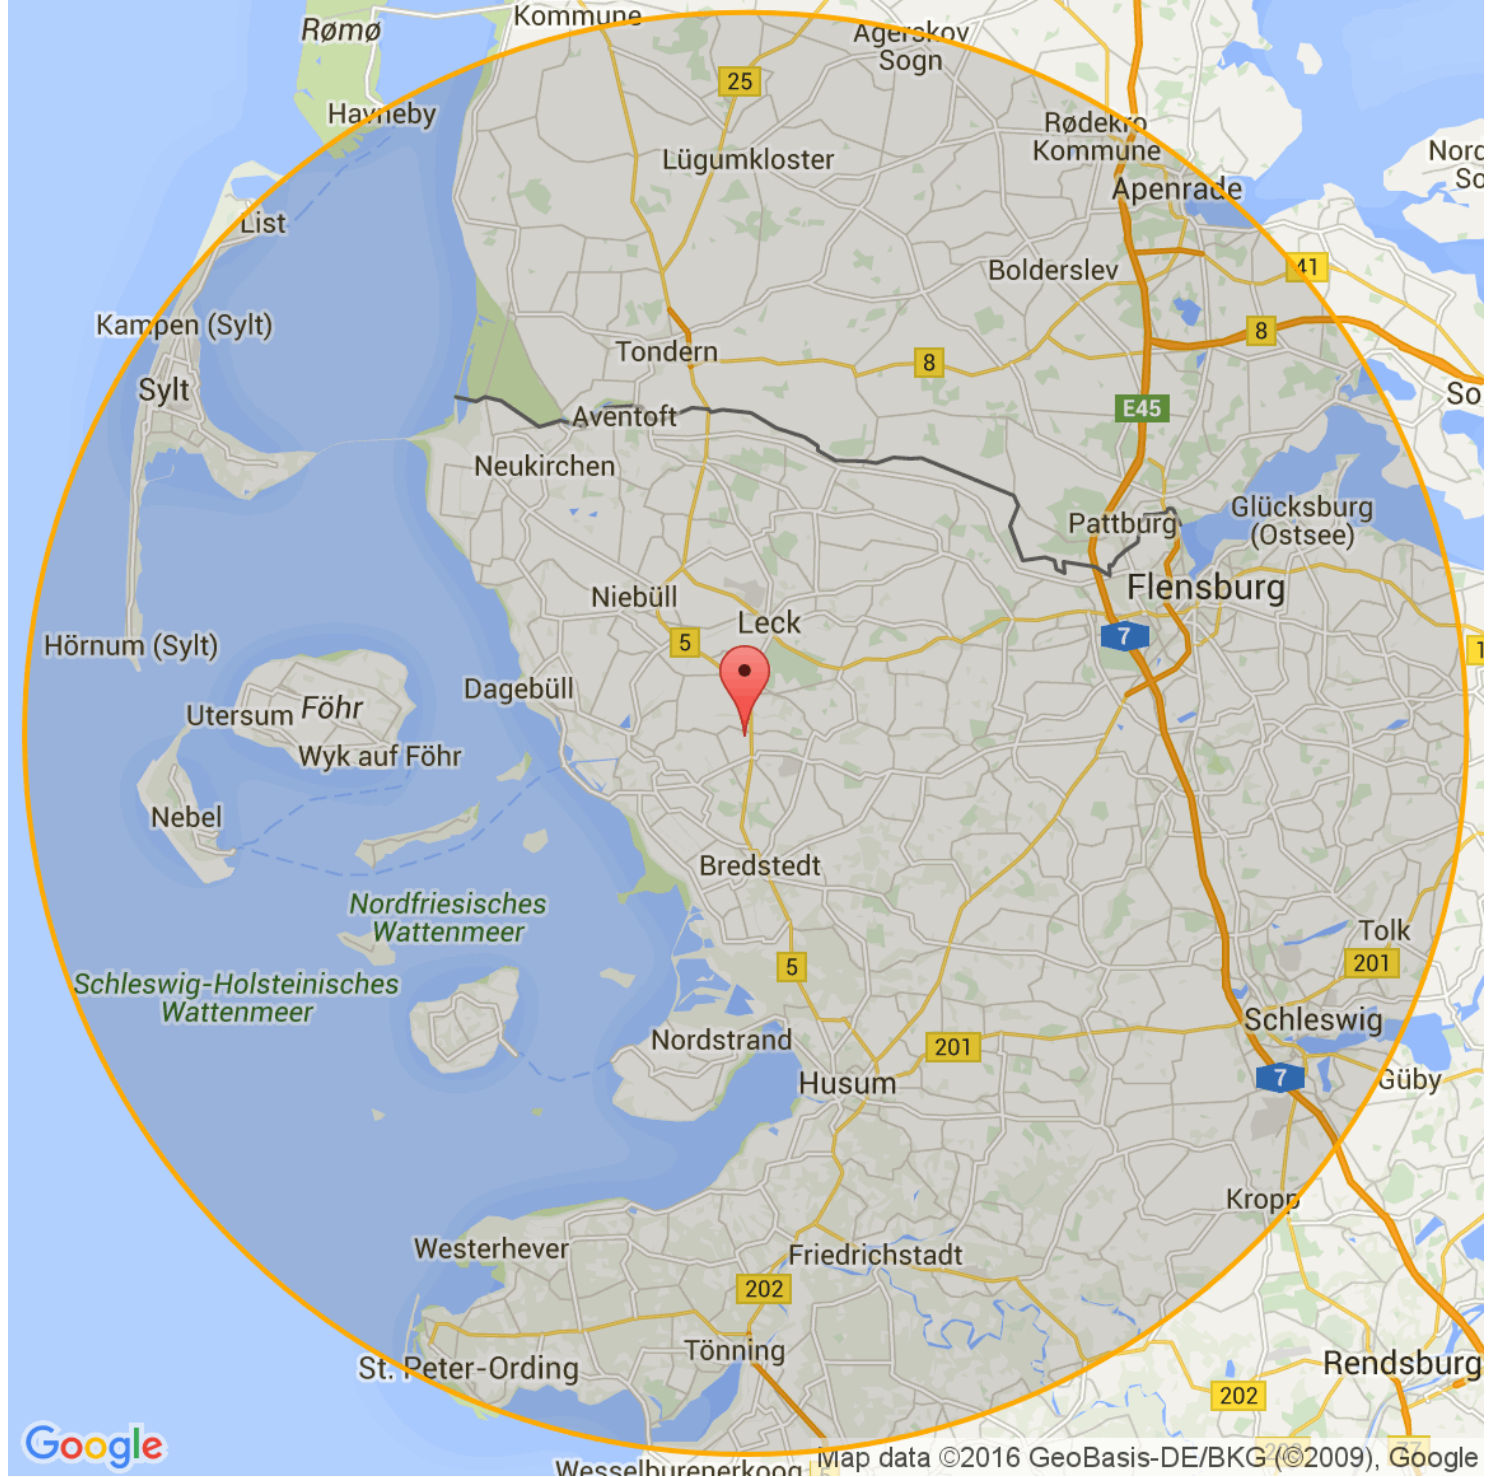 Kommune
Rømø
Agerskov
Sogn
25
Havneby
Rødekro
Kommune
Lügumkloster
Apenrade
List
Bolderslev
41
Kampen (Sylt)
8
Tondern
8
Sylt
So
E45
Aventoft
Neukirchen
Glücksburg
(Ostsee)
Pattburg
Flensburg
Niebüll
Leck
7
5
Hörnum (Sylt)
Dagebüll
Utersum
Föhr
Wyk auf Föhr
Nebel
Bredstedt
Nordfriesisches
Wattenmeer
Tolk
201
5
Schleswig-Holsteinisches
Wattenmeer
Schleswig
Nordstrand
201
Husum
7
Güby
Kropp
Westerhever
Friedrichstadt
202
Tönning
St. Peter-Ording
Rendsburg
202
Google
Map data ©2016 GeoBasis-DE/BKG (©2009), Google
Wesselburenerkoog